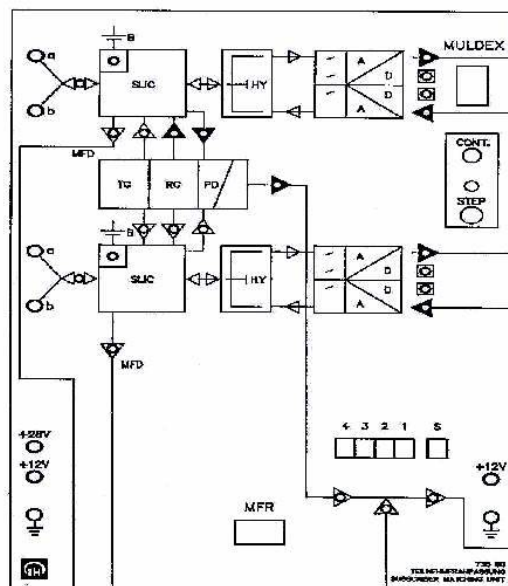 a
B
SLIC
HY
A
D
D
A
MULDEX
b
MFD
CONT.
STEP
TG
RG
PD
a
B
SLIC
HY
A
D
D
A
b
MFD
4 3 2 1 S
+28V
+12V
+12V
MFR
TEILNEHMERANPASSUNG
SUBSCRIBER MATCHING UNIT